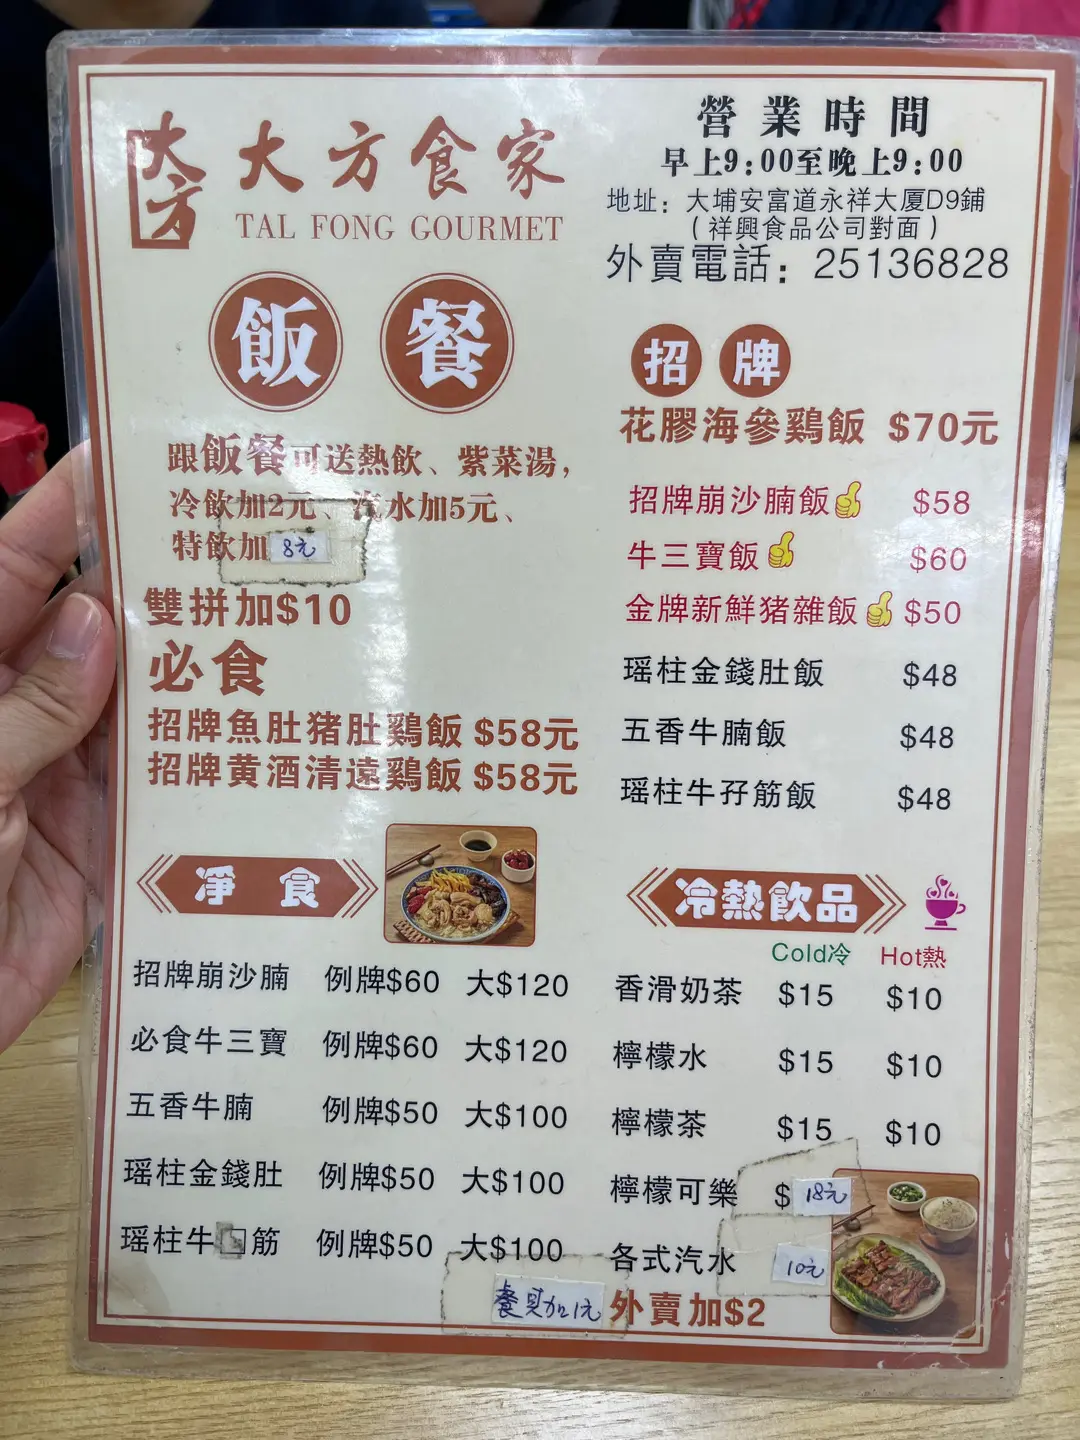 大方
大方食家
TAL FONG GOURMET
營業時間
早上9:00至晚上9:00
地址：大埔安富道永祥大厦D9鋪
（祥興食品公司對面）
外賣電話：25136828
飯餐
跟飯餐可送熱飲、紫菜湯，
冷飲加2元、汽水加5元、
特飲加8元
雙拼加$10
必食
招牌魚肚猪肚鷄飯 $58元
招牌黄酒清遠鷄飯 $58元
招牌
花膠海參鷄飯 $70元
招牌崩沙腩飯 $58
牛三寶飯 $60
金牌新鮮猪雜飯 $50
瑶柱金錢肚飯 $48
五香牛腩飯 $48
瑶柱牛孖筋飯 $48
净食
招牌崩沙腩 例牌$60 大$120
必食牛三寶 例牌$60 大$120
五香牛腩 例牌$50 大$100
瑶柱金錢肚 例牌$50 大$100
瑶柱牛□筋 例牌$50 大$100
餐具加1元
冷熱飲品
Cold冷 Hot熱
香滑奶茶 $15 $10
檸檬水 $15 $10
檸檬茶 $15 $10
檸檬可樂 $18元
各式汽水 10元
外賣加$2